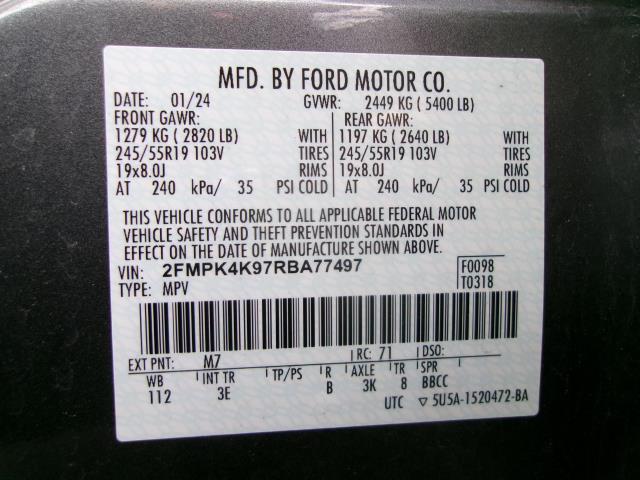 MFD. BY FORD MOTOR CO.
DATE: 01/24 GVWR: 2449 KG ( 5400 LB)
FRONT GAWR: REAR GAWR:
1279 KG ( 2820 LB) WITH 1197 KG ( 2640 LB) WITH
245/55R19 103V TIRES 245/55R19 103V TIRES
19x8.0J RIMS 19x8.0J RIMS
AT 240 kPa/ 35 PSI COLD AT 240 kPa/ 35 PSI COLD
THIS VEHICLE CONFORMS TO ALL APPLICABLE FEDERAL MOTOR
VEHICLE SAFETY AND THEFT PREVENTION STANDARDS IN
EFFECT ON THE DATE OF MANUFACTURE SHOWN ABOVE.
VIN: 2FMPK4K97RBA77497 F0098
TYPE: MPV T0318
EXT PNT: M7 RC: 71 DSO:
WB INT TR TP/PS R AXLE TR SPR
112 3E B 3K 8 BBCC
UTC ▽ 5U5A-1520472-BA